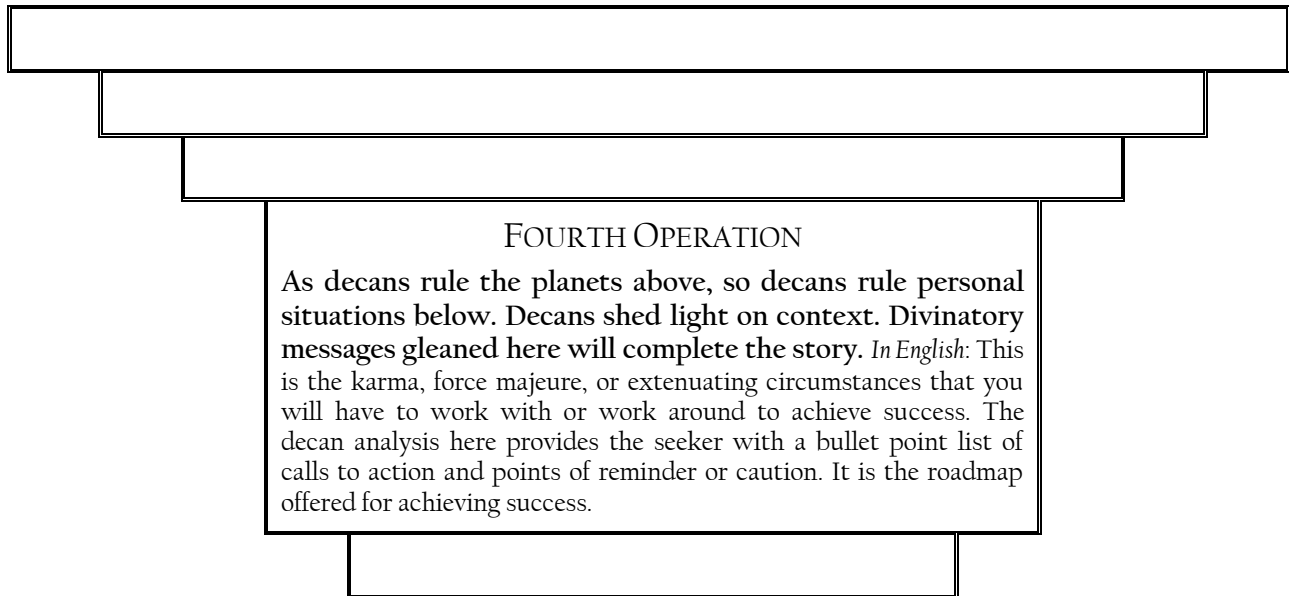 FOURTH OPERATION
As decans rule the planets above, so decans rule personal
situations below. Decans shed light on context. Divinatory
messages gleaned here will complete the story. In English: This
is the karma, force majeure, or extenuating circumstances that you
will have to work with or work around to achieve success. The
decan analysis here provides the seeker with a bullet point list of
calls to action and points of reminder or caution. It is the roadmap
offered for achieving success.